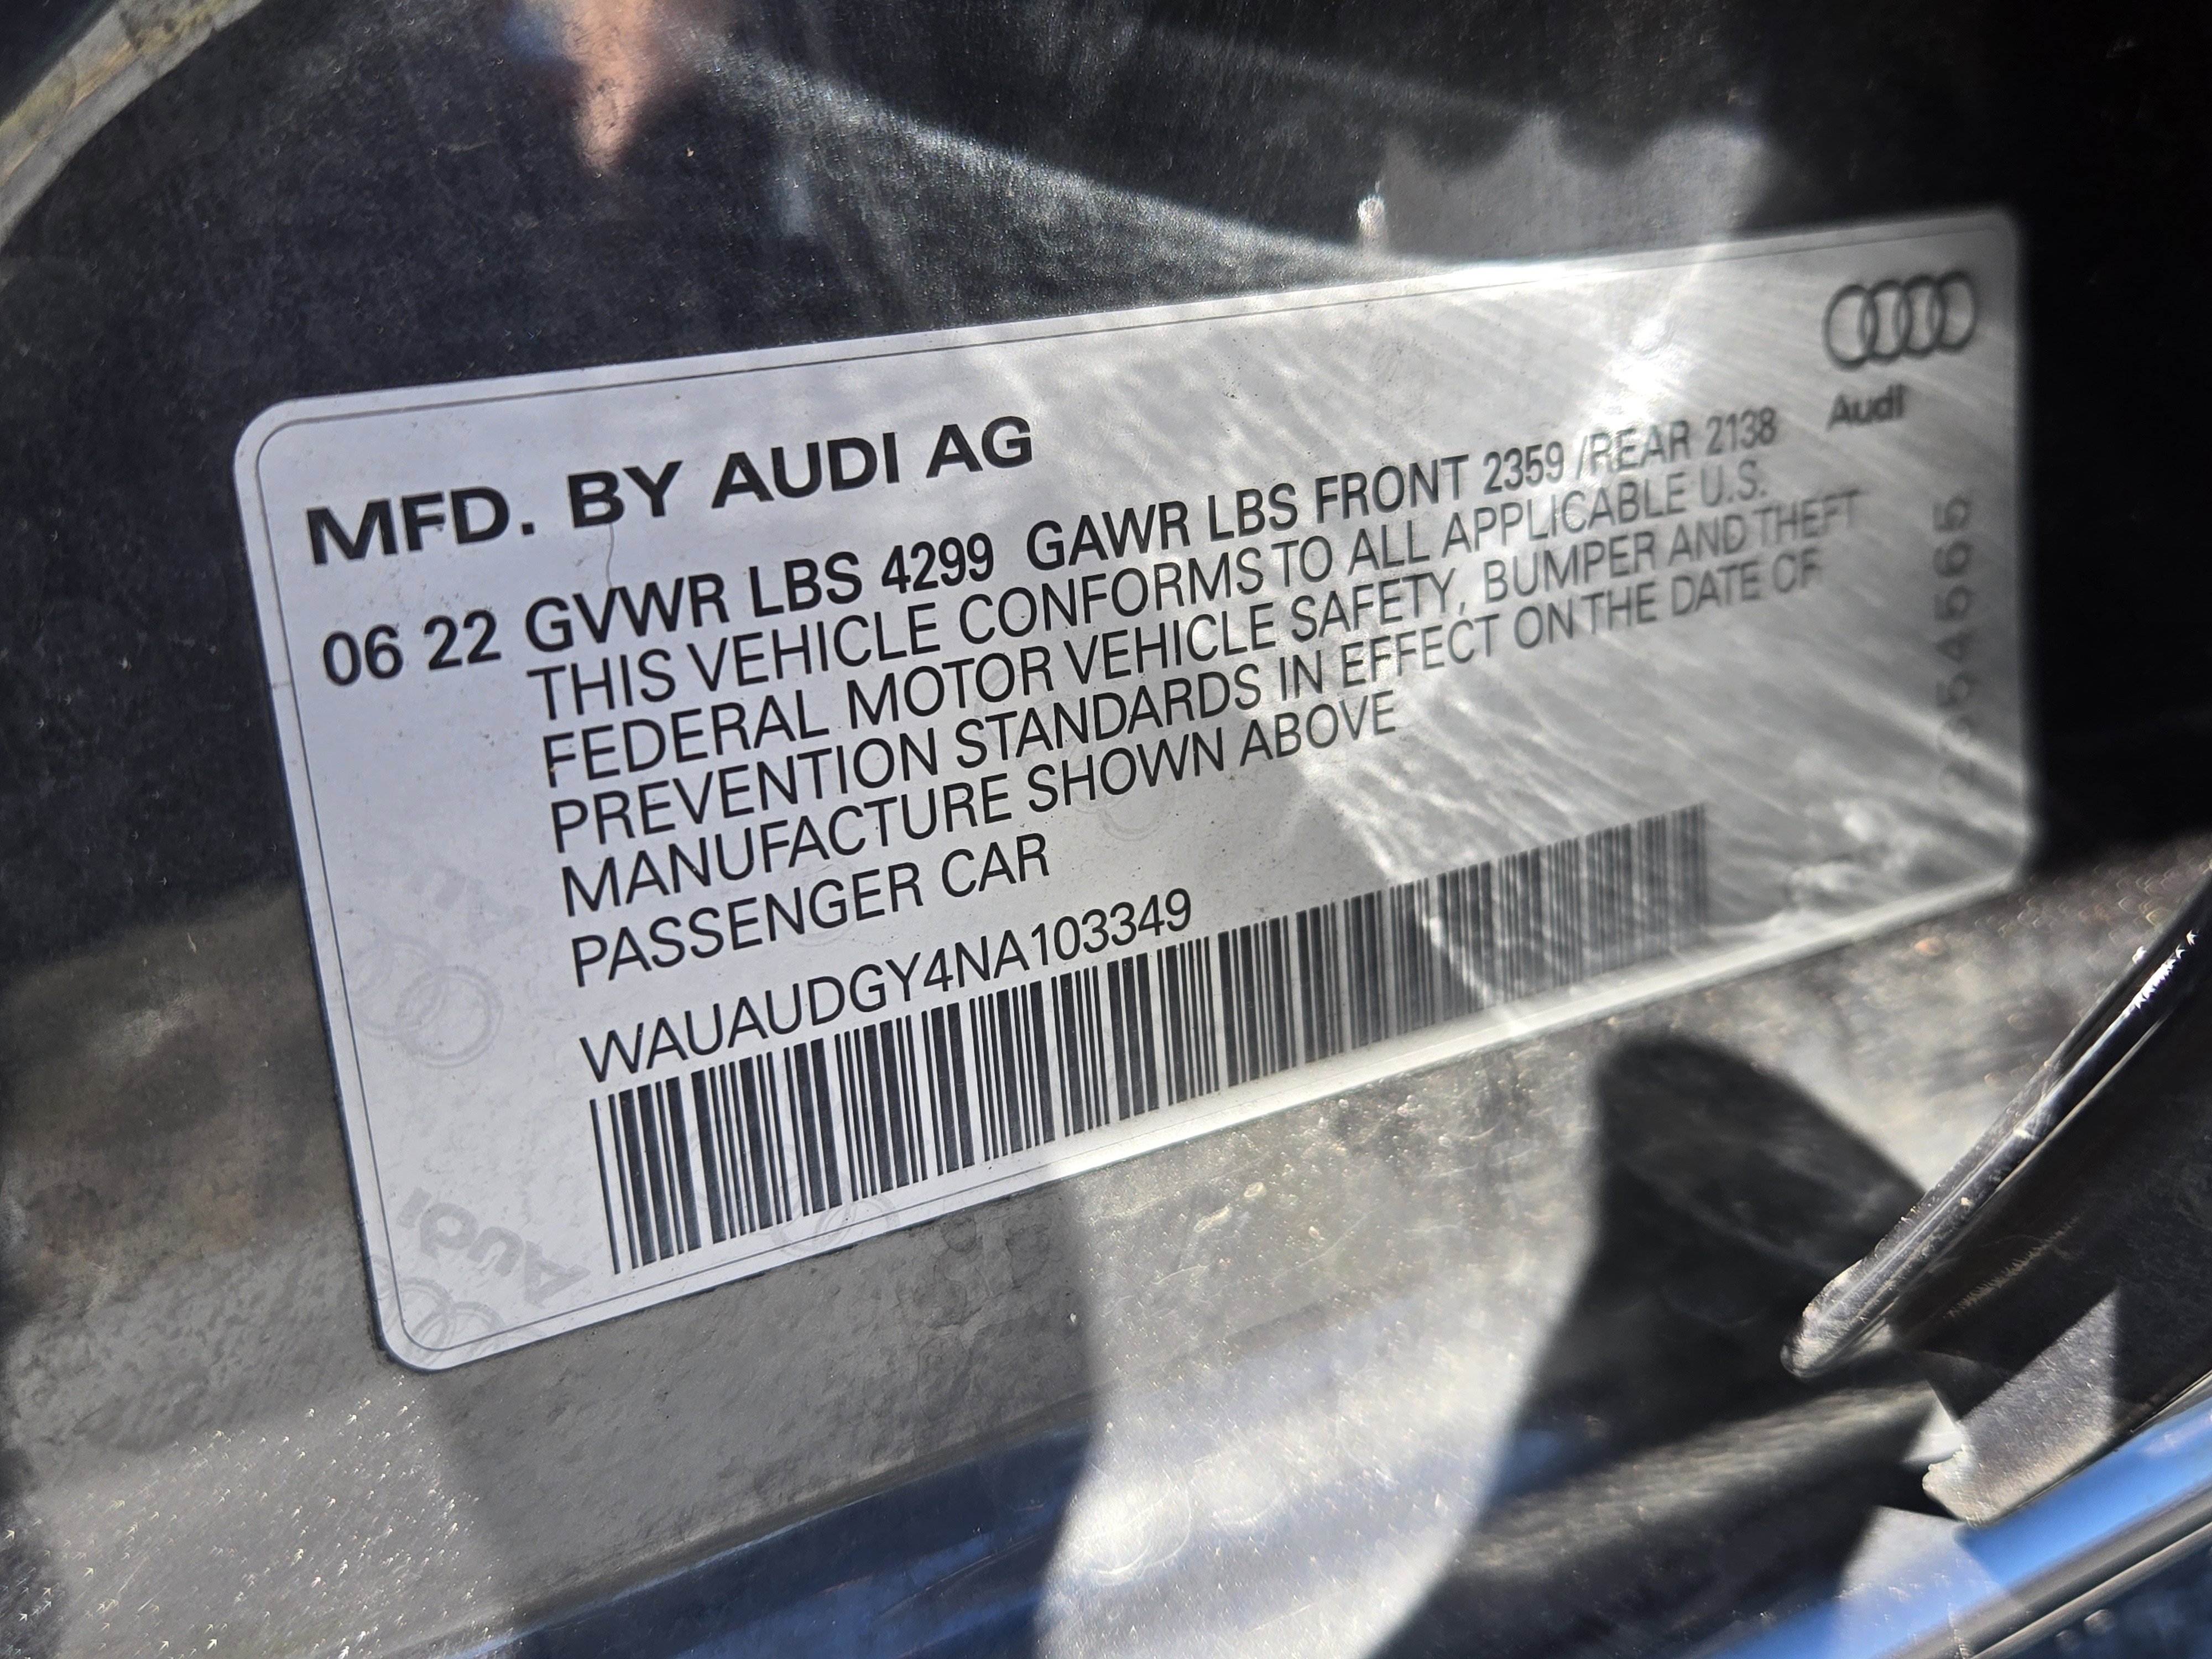 MFD. BY AUDI AG
Audi
06 22 GVWR LBS 4299 GAWR LBS FRONT 2359 /REAR 2138
THIS VEHICLE CONFORMS TO ALL APPLICABLE U.S.
FEDERAL MOTOR VEHICLE SAFETY, BUMPER AND THEFT
PREVENTION STANDARDS IN EFFECT ON THE DATE OF
MANUFACTURE SHOWN ABOVE
PASSENGER CAR
WAUAUDGY4NA103349
Audi